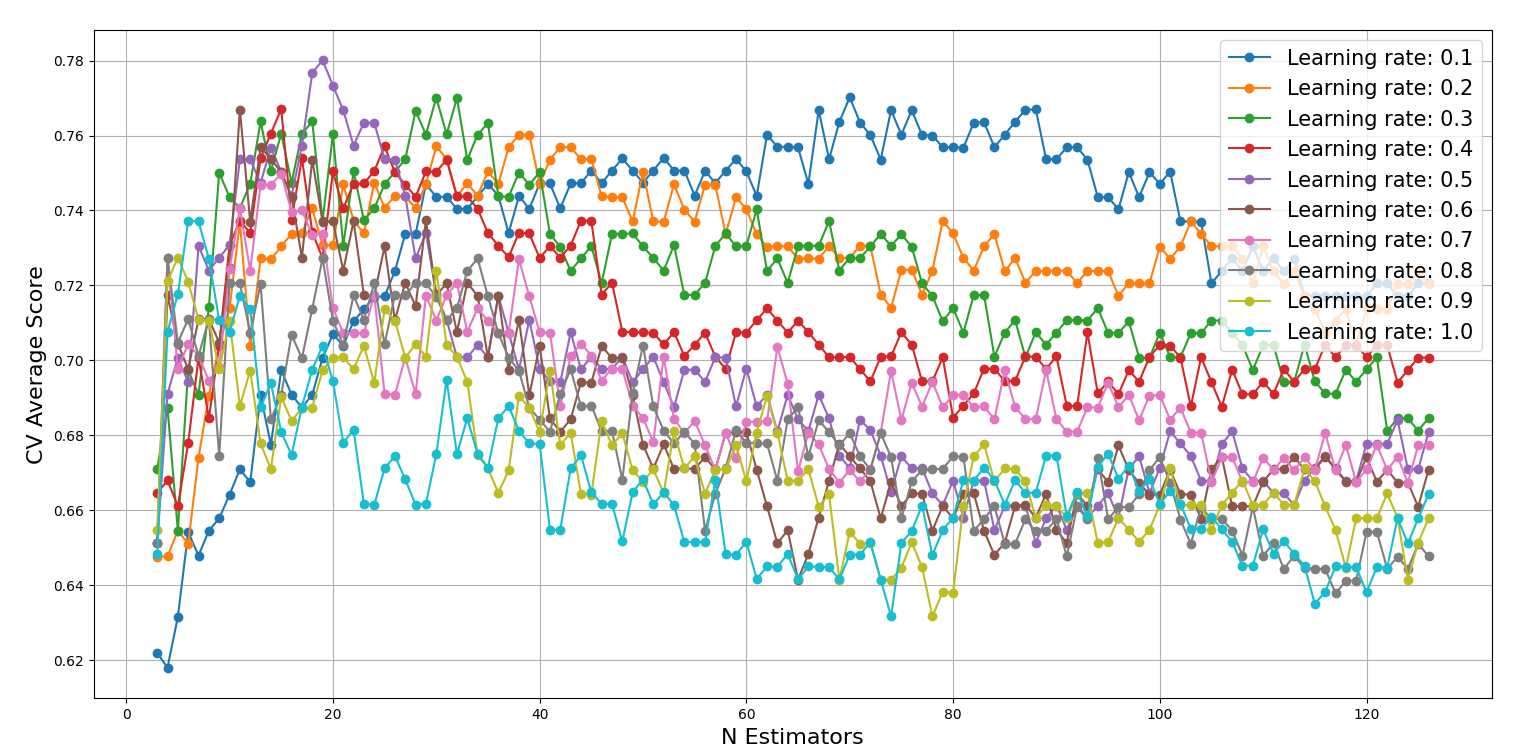 0.78
0.76
0.74
0.72
0.70
0.68
0.66
0.64
0.62
CV Average Score
0 20 40 60 80 100 120
N Estimators
Learning rate: 0.1
Learning rate: 0.2
Learning rate: 0.3
Learning rate: 0.4
Learning rate: 0.5
Learning rate: 0.6
Learning rate: 0.7
Learning rate: 0.8
Learning rate: 0.9
Learning rate: 1.0